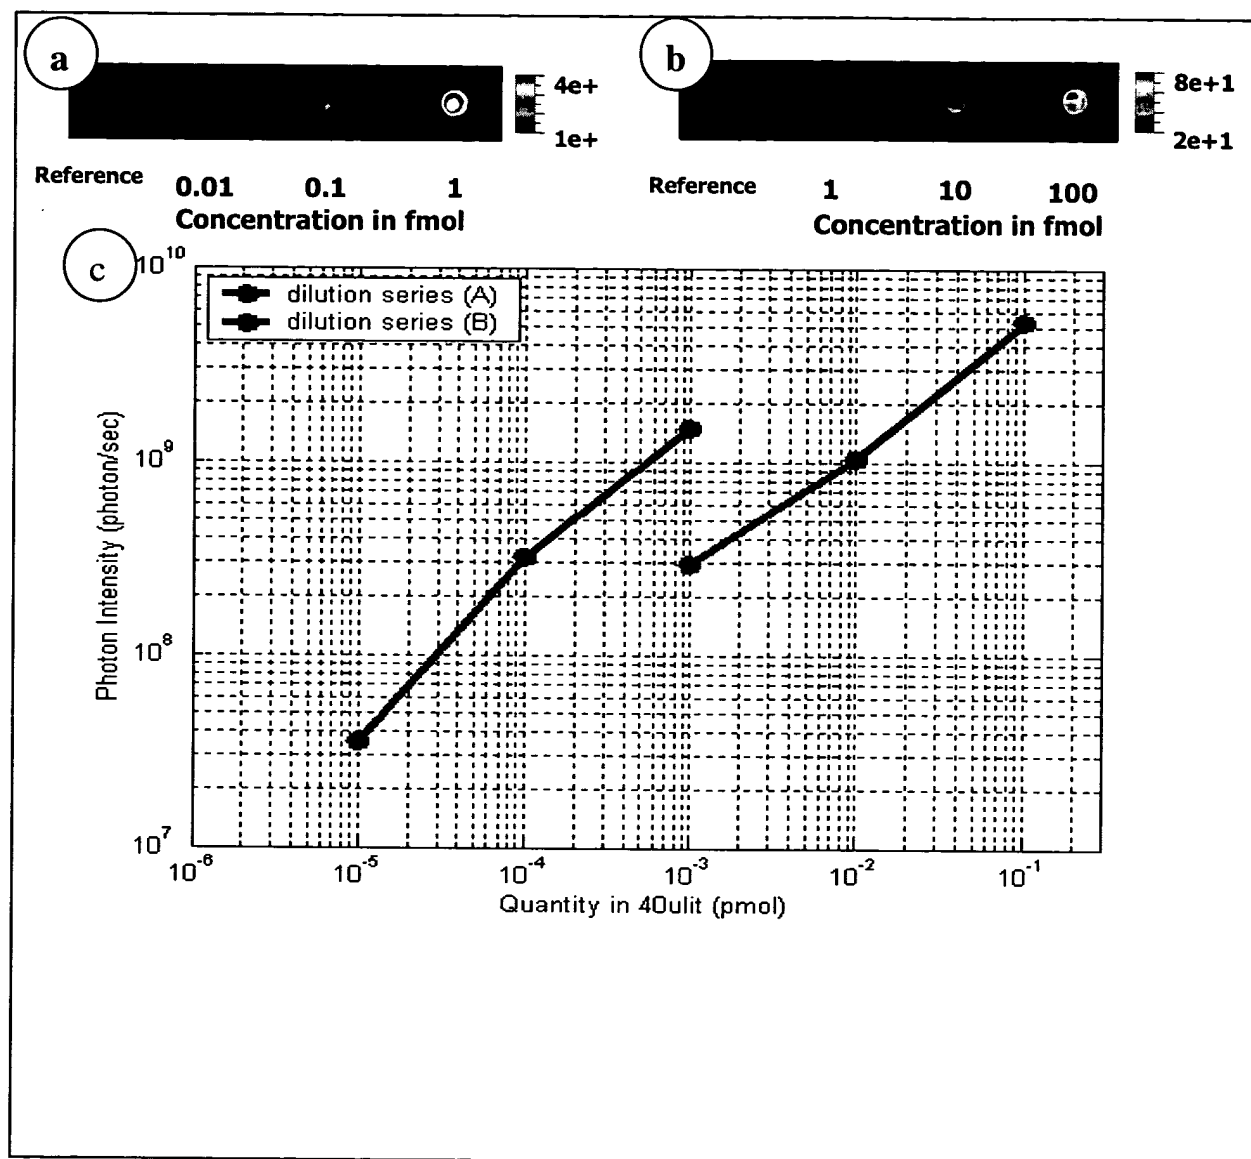 a
4e+
1e+
Reference 0.01 0.1 1
Concentration in fmol
b
8e+1
2e+1
Reference 1 10 100
Concentration in fmol
c
dilution series (A)
dilution series (B)
10^10
10^9
10^8
10^7
Photon Intensity (photon/sec)
10^-6 10^-5 10^-4 10^-3 10^-2 10^-1
Quantity in 40ulit (pmol)